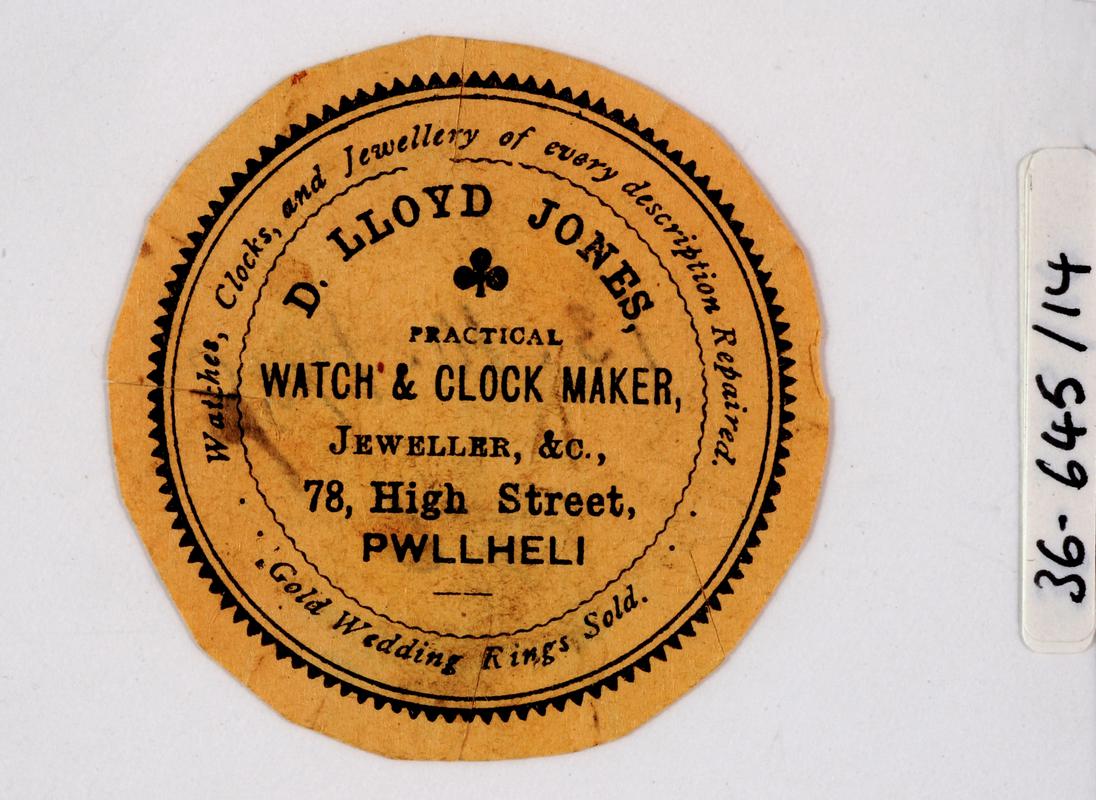 Watches, Clocks, and Jewellery of every description Repaired.
D. LLOYD JONES,
PRACTICAL
WATCH & CLOCK MAKER,
JEWELLER, &C.,
78, High Street,
PWLLHELI
Gold Wedding Rings Sold.
36-645/14